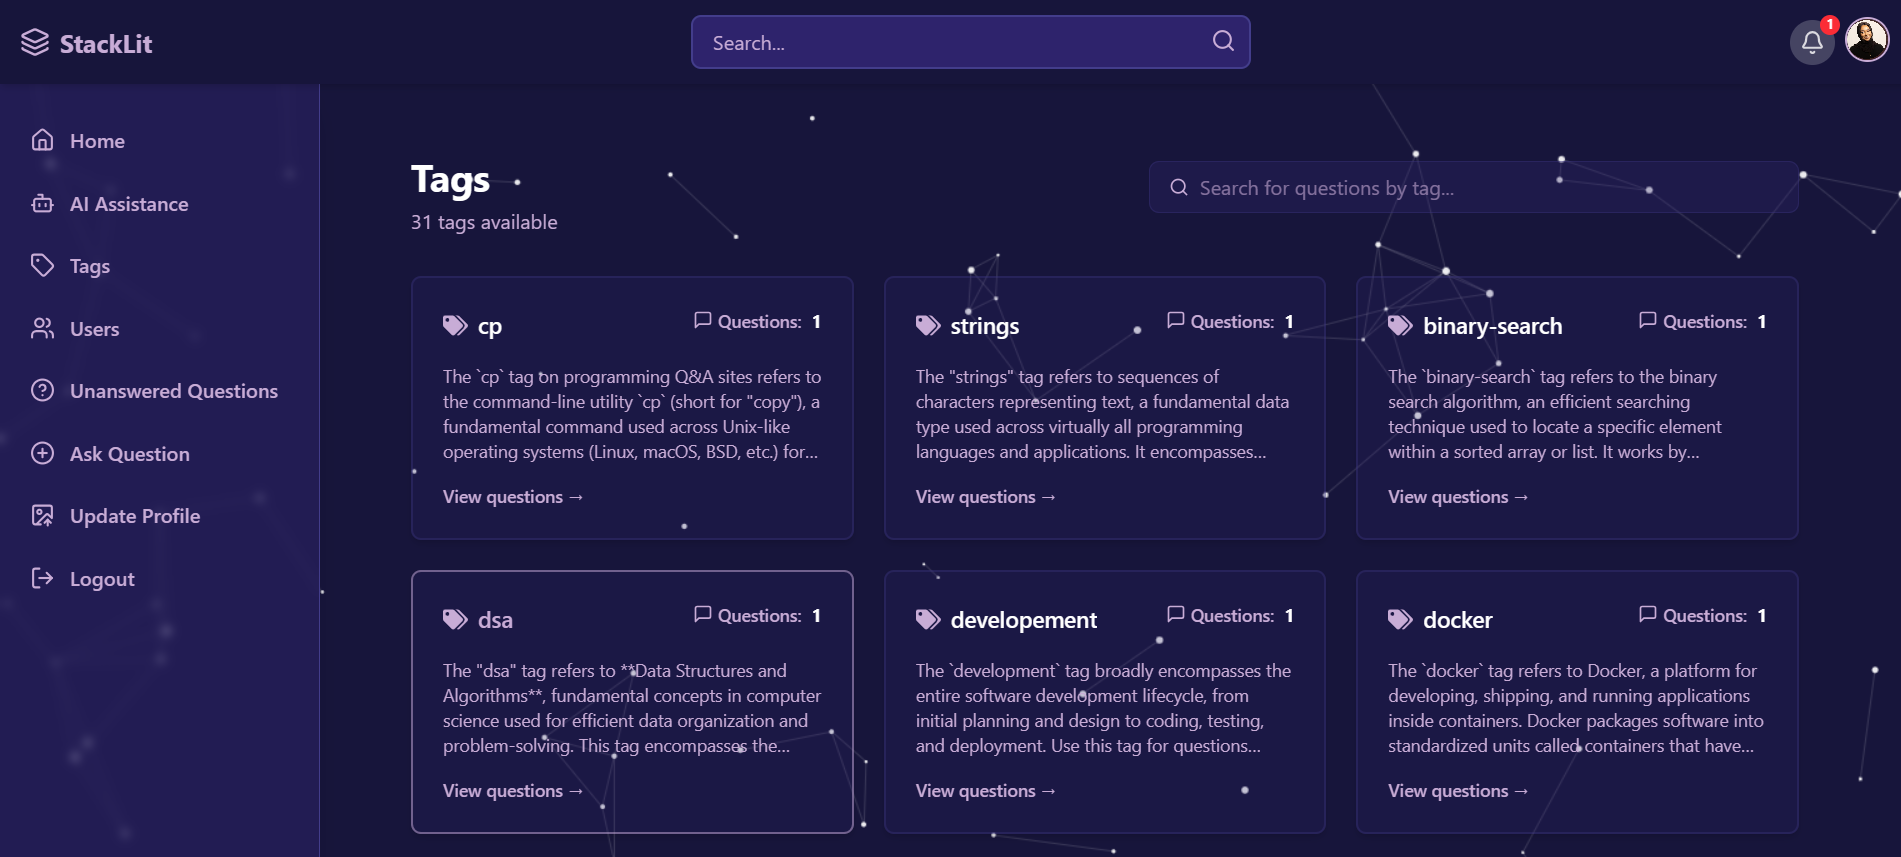 StackLit
Search...
1
Home
AI Assistance
Tags
Users
Unanswered Questions
Ask Question
Update Profile
Logout
Tags
31 tags available
Search for questions by tag...
cp
Questions: 1
The `cp` tag on programming Q&A sites refers to
the command-line utility `cp` (short for "copy"), a
fundamental command used across Unix-like
operating systems (Linux, macOS, BSD, etc.) for...
View questions →
strings
Questions: 1
The "strings" tag refers to sequences of
characters representing text, a fundamental data
type used across virtually all programming
languages and applications. It encompasses...
View questions →
binary-search
Questions: 1
The `binary-search` tag refers to the binary
search algorithm, an efficient searching
technique used to locate a specific element
within a sorted array or list. It works by...
View questions →
dsa
Questions: 1
The "dsa" tag refers to **Data Structures and
Algorithms**, fundamental concepts in computer
science used for efficient data organization and
problem-solving. This tag encompasses the...
View questions →
developement
Questions: 1
The `development` tag broadly encompasses the
entire software development lifecycle, from
initial planning and design to coding, testing,
and deployment. Use this tag for questions...
View questions →
docker
Questions: 1
The `docker` tag refers to Docker, a platform for
developing, shipping, and running applications
inside containers. Docker packages software into
standardized units called containers that have...
View questions →